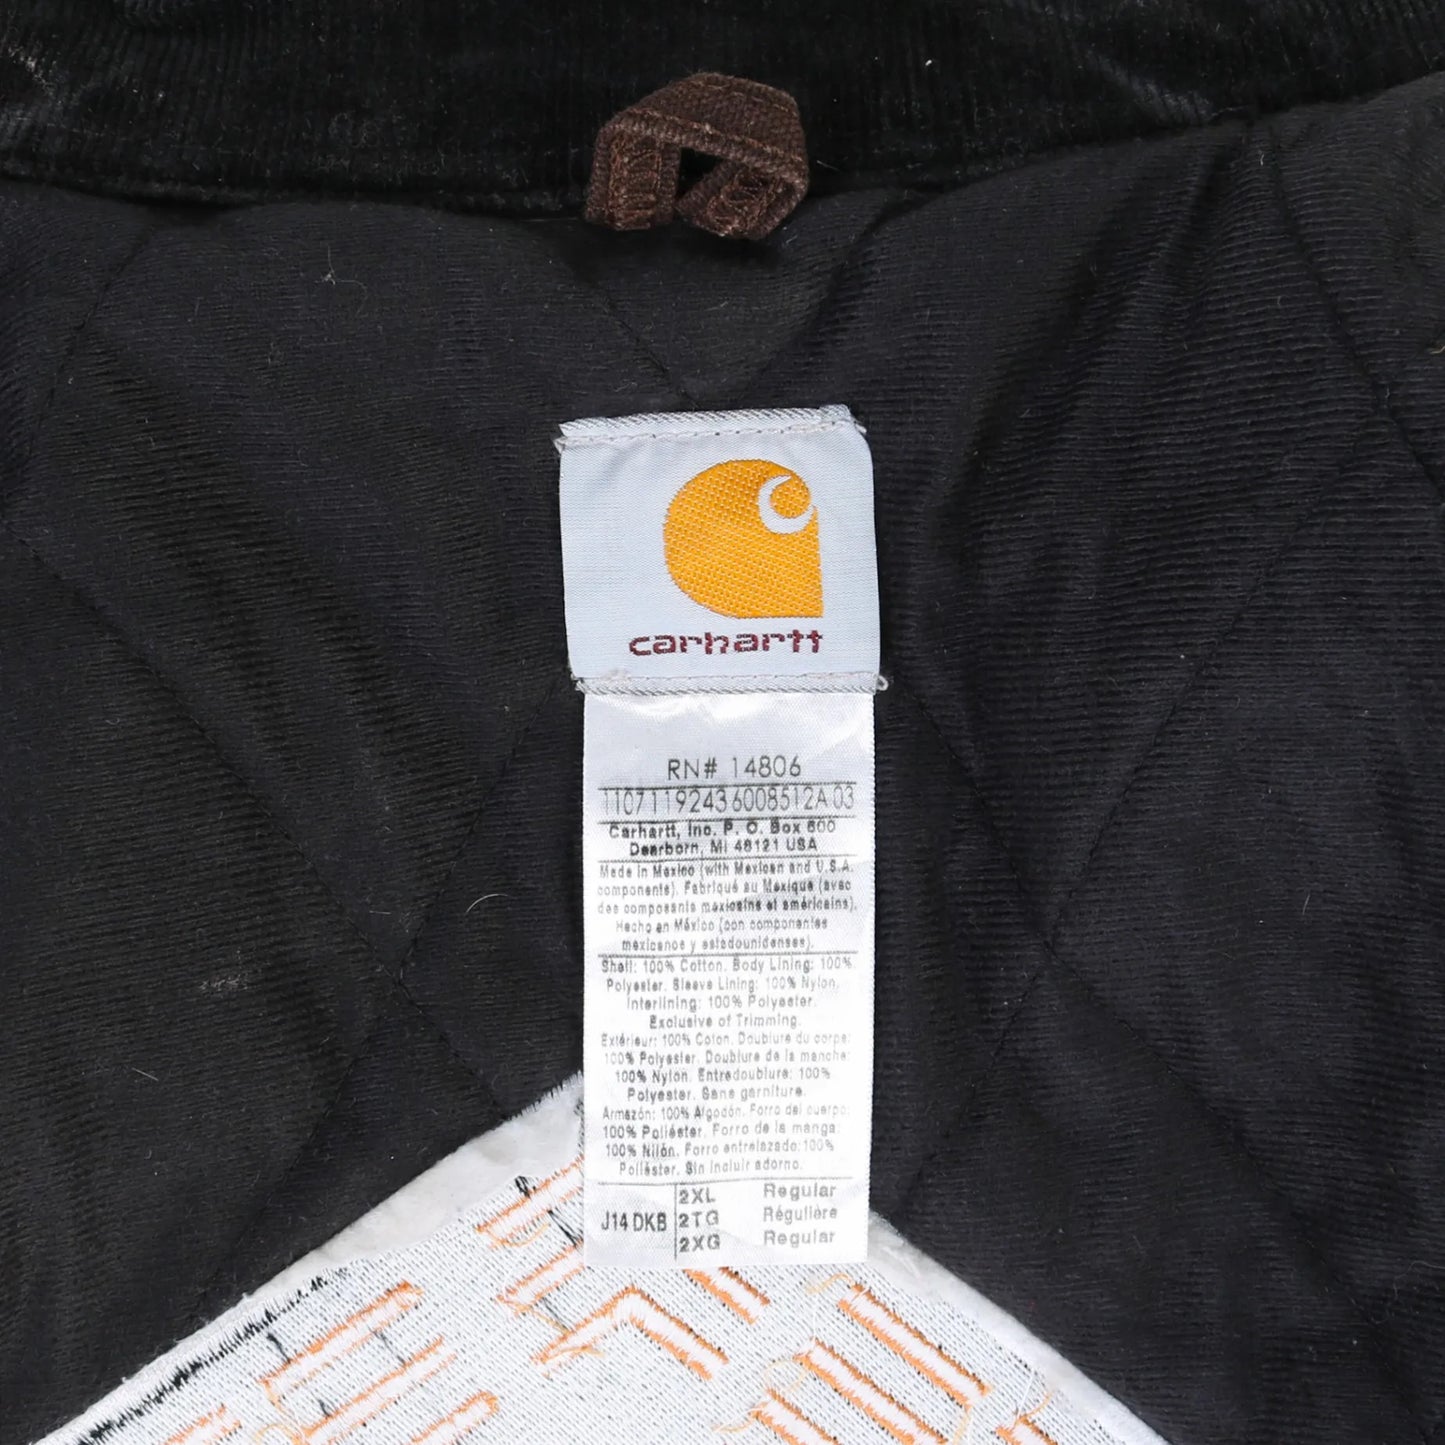 carhartt
RN# 14806
11071192436008512A 03
Carhartt, Inc. P. O. Box 600
Dearborn, MI 48121 USA
Made in Mexico (with Mexican and U.S.A.
components). Fabriqué au Mexique (avec
des composants mexicains et américains).
Hecho en México (con componentes
mexicanos y estadounidenses).
Shell: 100% Cotton. Body Lining: 100%
Polyester. Sleeve Lining: 100% Nylon.
Interlining: 100% Polyester.
Exclusive of Trimming.
Extérieur: 100% Coton. Doublure du corps:
100% Polyester. Doublure de la manche:
100% Nylon. Entredoublure: 100%
Polyester. Sans garniture.
Armazón: 100% Algodón. Forro del cuerpo:
100% Poliéster. Forro de la manga:
100% Nilón. Forro entrelazado: 100%
Poliéster. Sin incluir adorno.
J14 DKB
2XL Regular
2TG Régulière
2XG Regular